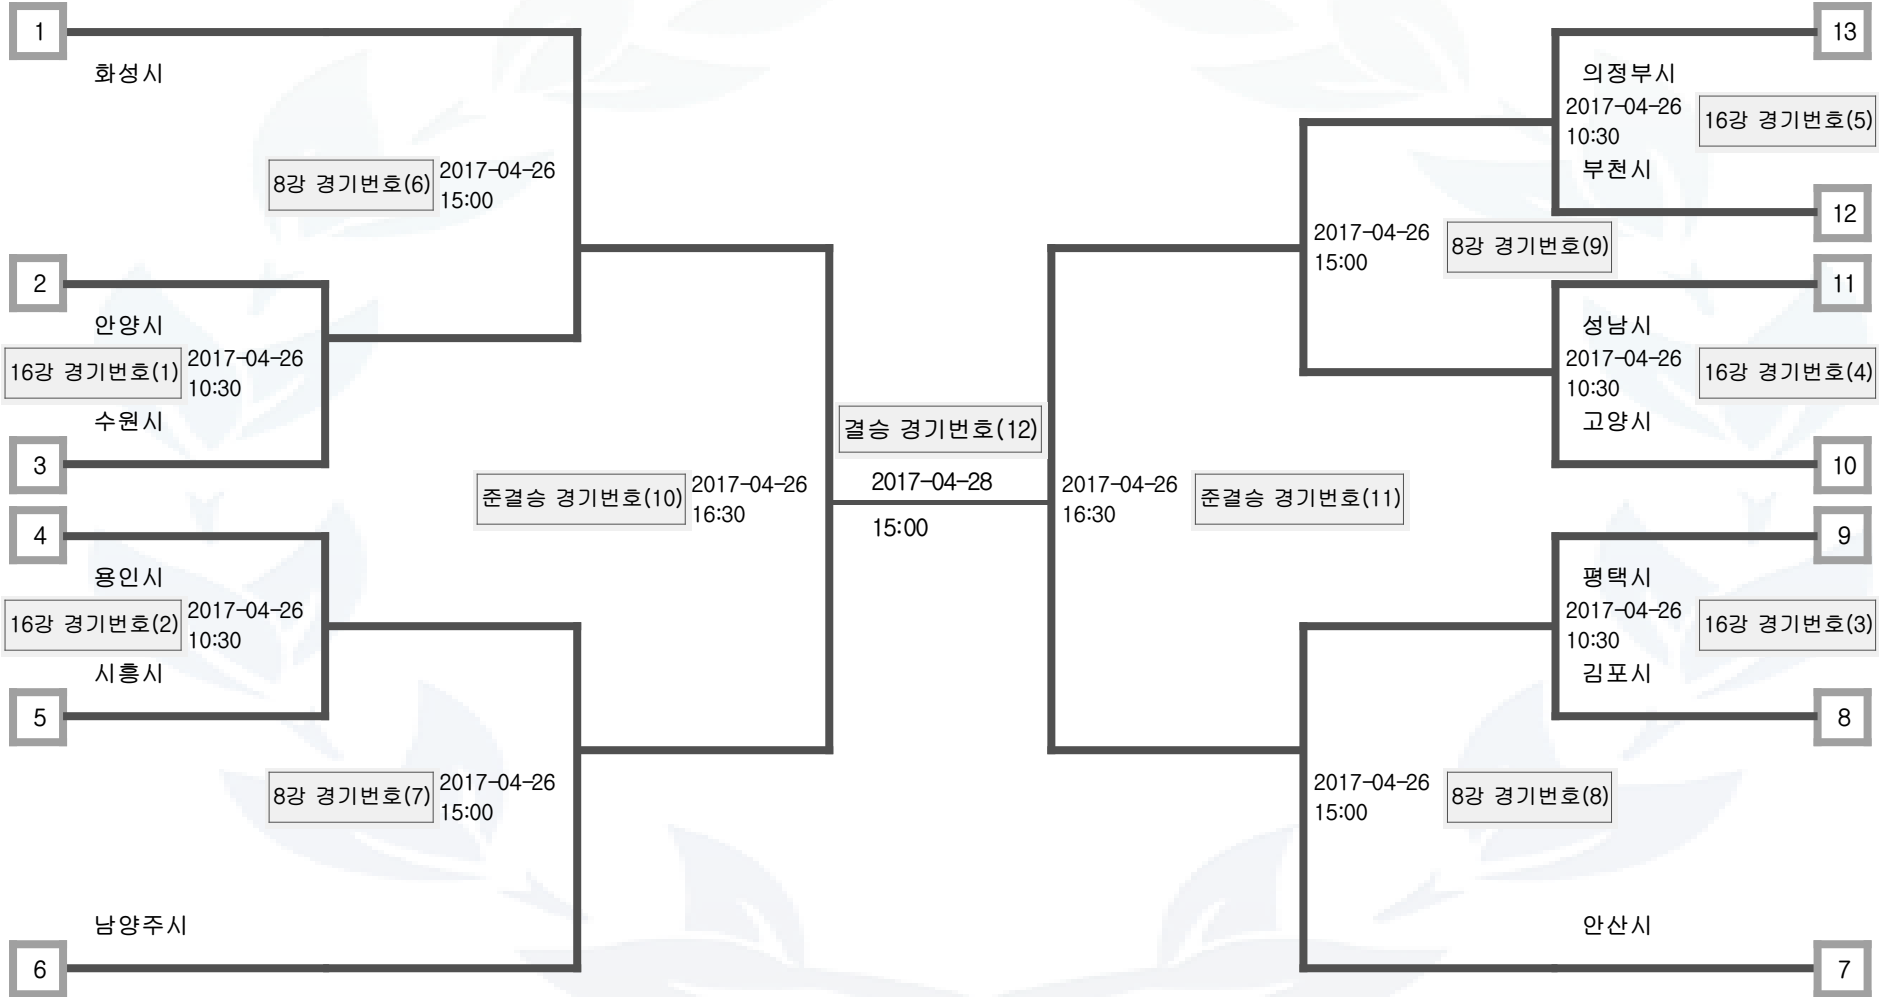 1
화성시
8강 경기번호(6)
2017-04-26
15:00
2
안양시
16강 경기번호(1)
2017-04-26
10:30
수원시
3
준결승 경기번호(10)
2017-04-26
16:30
4
용인시
16강 경기번호(2)
2017-04-26
10:30
시흥시
5
8강 경기번호(7)
2017-04-26
15:00
남양주시
6
결승 경기번호(12)
2017-04-28
15:00
13
의정부시
2017-04-26
10:30
16강 경기번호(5)
부천시
12
2017-04-26
15:00
8강 경기번호(9)
11
성남시
2017-04-26
10:30
16강 경기번호(4)
고양시
10
2017-04-26
16:30
준결승 경기번호(11)
9
평택시
2017-04-26
10:30
16강 경기번호(3)
김포시
8
2017-04-26
15:00
8강 경기번호(8)
안산시
7